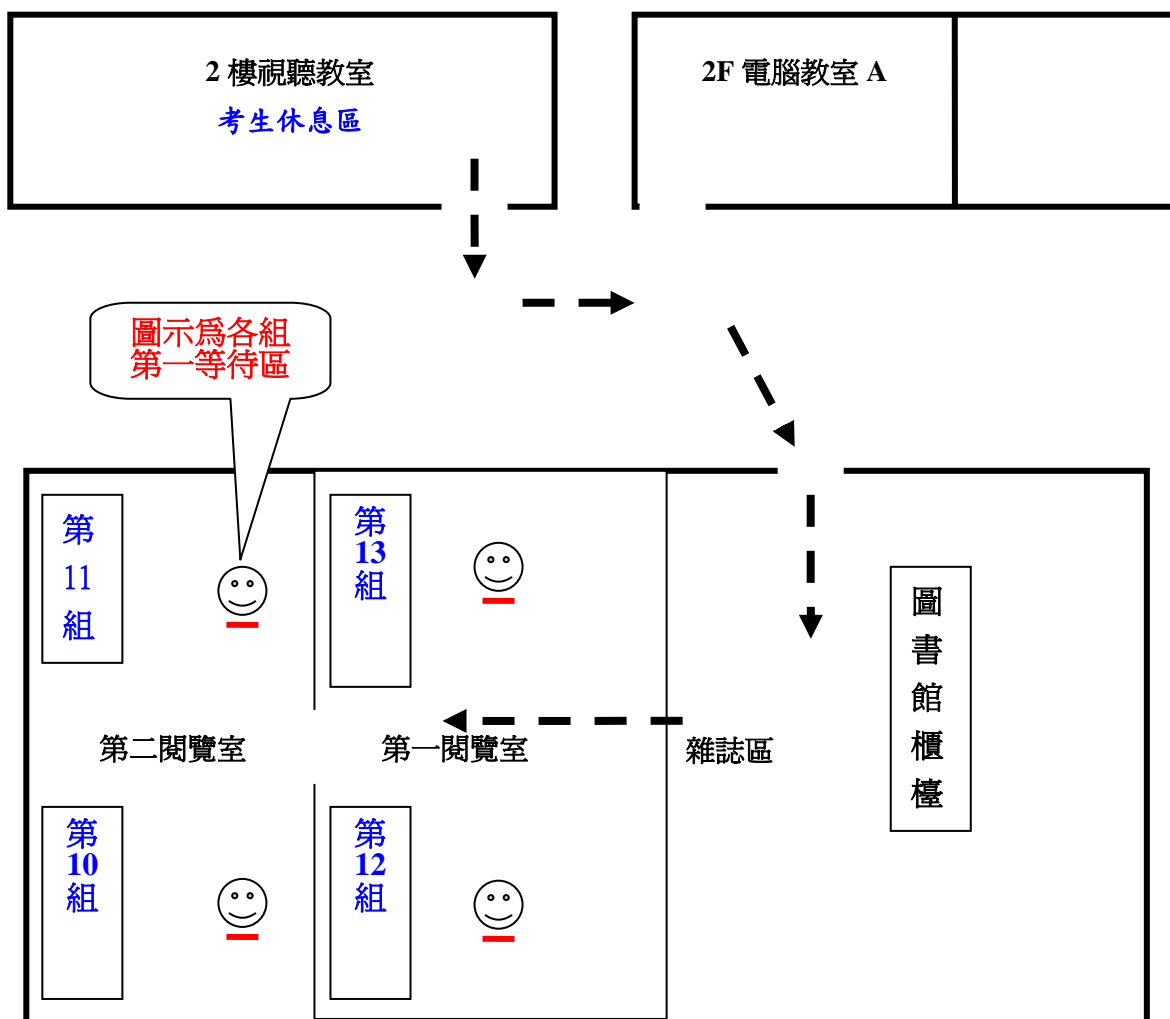 2 樓視聽教室
考生休息區
2F 電腦教室 A
圖示爲各組
第一等待區
第
11
組
第
13
組
圖
書
館
櫃
檯
第二閱覽室
第一閱覽室
雜誌區
第
10
組
第
12
組